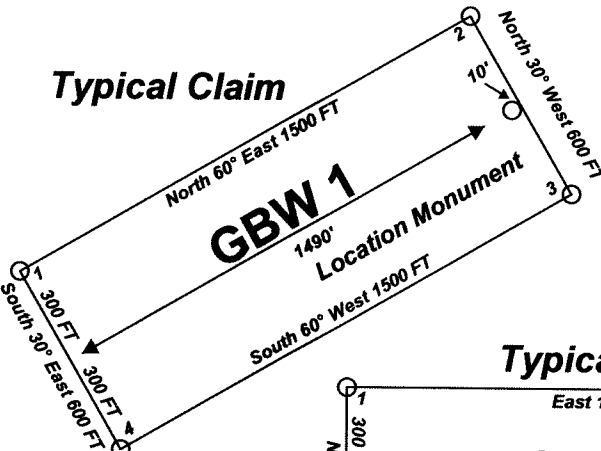 Typical Claim
2
10'
North 30° West 600 FT
North 60° East 1500 FT
GBW 1
1490'
Location Monument
3
1
300 FT
South 30° East 600 FT
300 FT
South 60° West 1500 FT
4
Typica
1
East 1
300
N